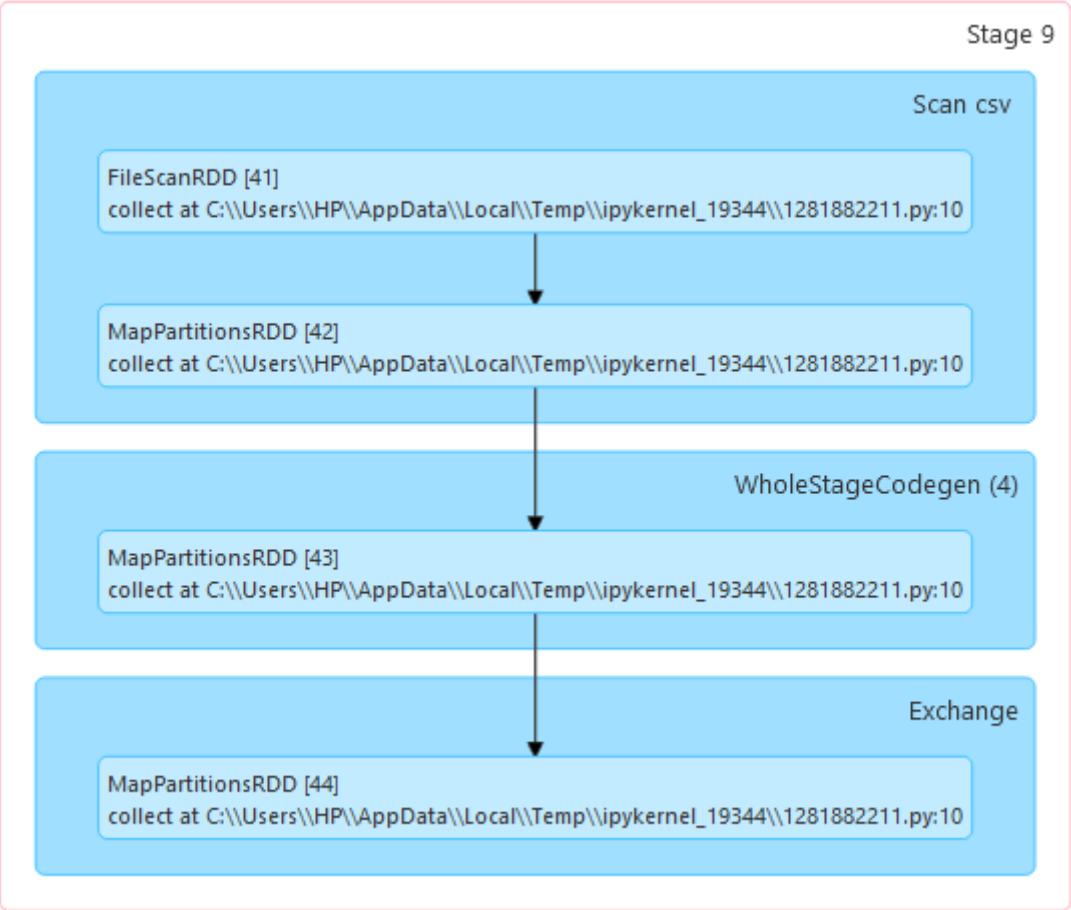 Stage 9
Scan csv
FileScanRDD [41]
collect at C:\\Users\\HP\\AppData\\Local\\Temp\\ipykernel_19344\\1281882211.py:10
MapPartitionsRDD [42]
collect at C:\\Users\\HP\\AppData\\Local\\Temp\\ipykernel_19344\\1281882211.py:10
WholeStageCodegen (4)
MapPartitionsRDD [43]
collect at C:\\Users\\HP\\AppData\\Local\\Temp\\ipykernel_19344\\1281882211.py:10
Exchange
MapPartitionsRDD [44]
collect at C:\\Users\\HP\\AppData\\Local\\Temp\\ipykernel_19344\\1281882211.py:10